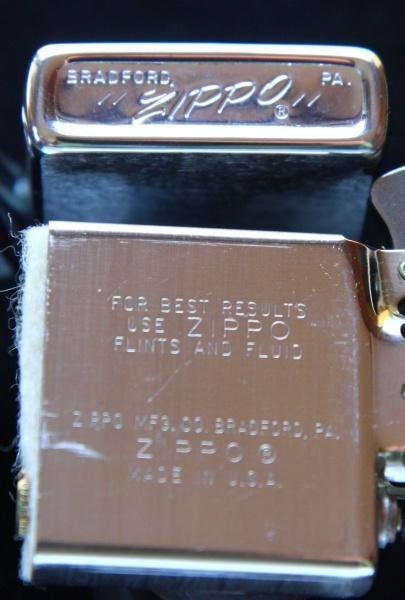 BRADFORD, PA.
'' ZIPPO ® ''
FOR BEST RESULTS
USE ZIPPO
FLINTS AND FLUID
ZIPPO MFG. CO. BRADFORD, PA.
ZIPPO ®
MADE IN U.S.A.